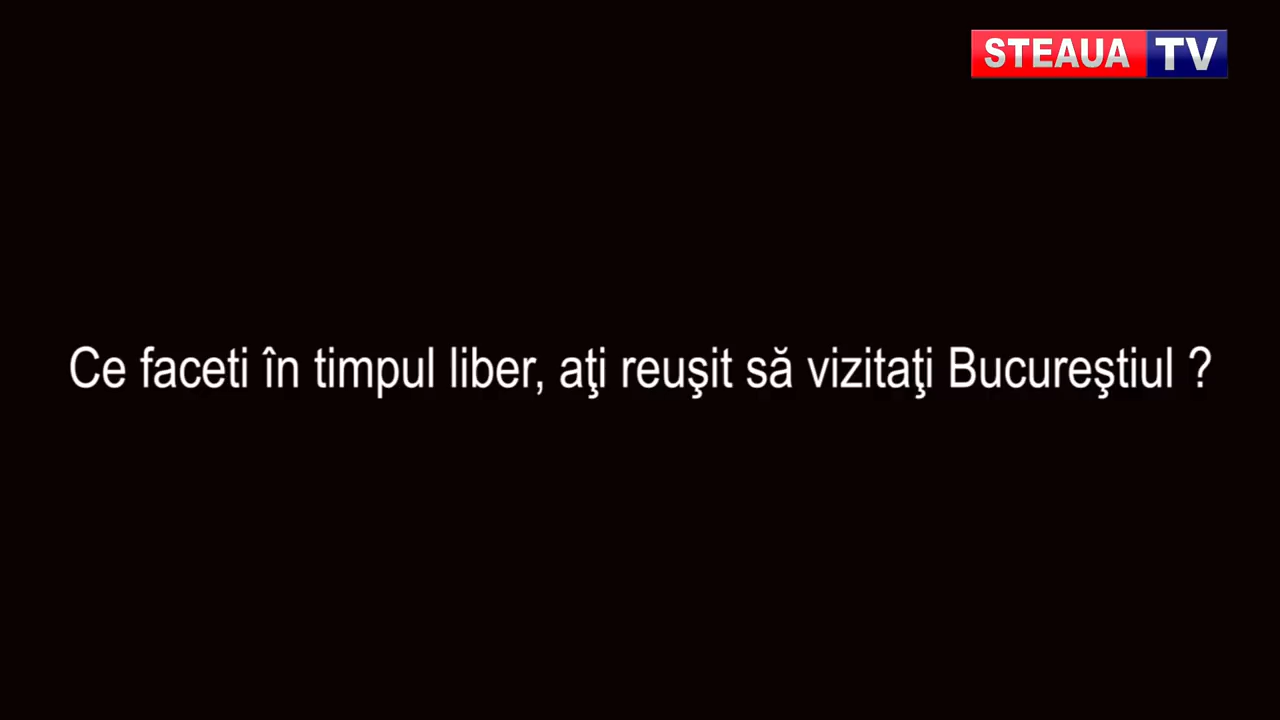 STEAUA TV
Ce faceti în timpul liber, aţi reuşit să vizitaţi Bucureştiul ?